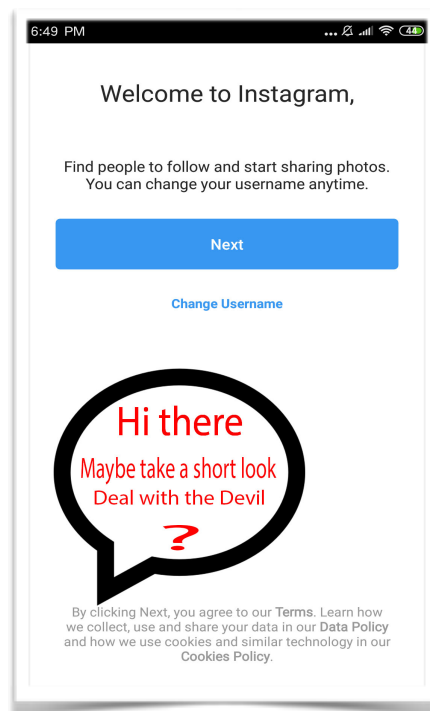 6:49 PM
44
Welcome to Instagram,
Find people to follow and start sharing photos.
You can change your username anytime.
Next
Change Username
Hi there
Maybe take a short look
Deal with the Devil
?
By clicking Next, you agree to our Terms. Learn how
we collect, use and share your data in our Data Policy
and how we use cookies and similar technology in our
Cookies Policy.